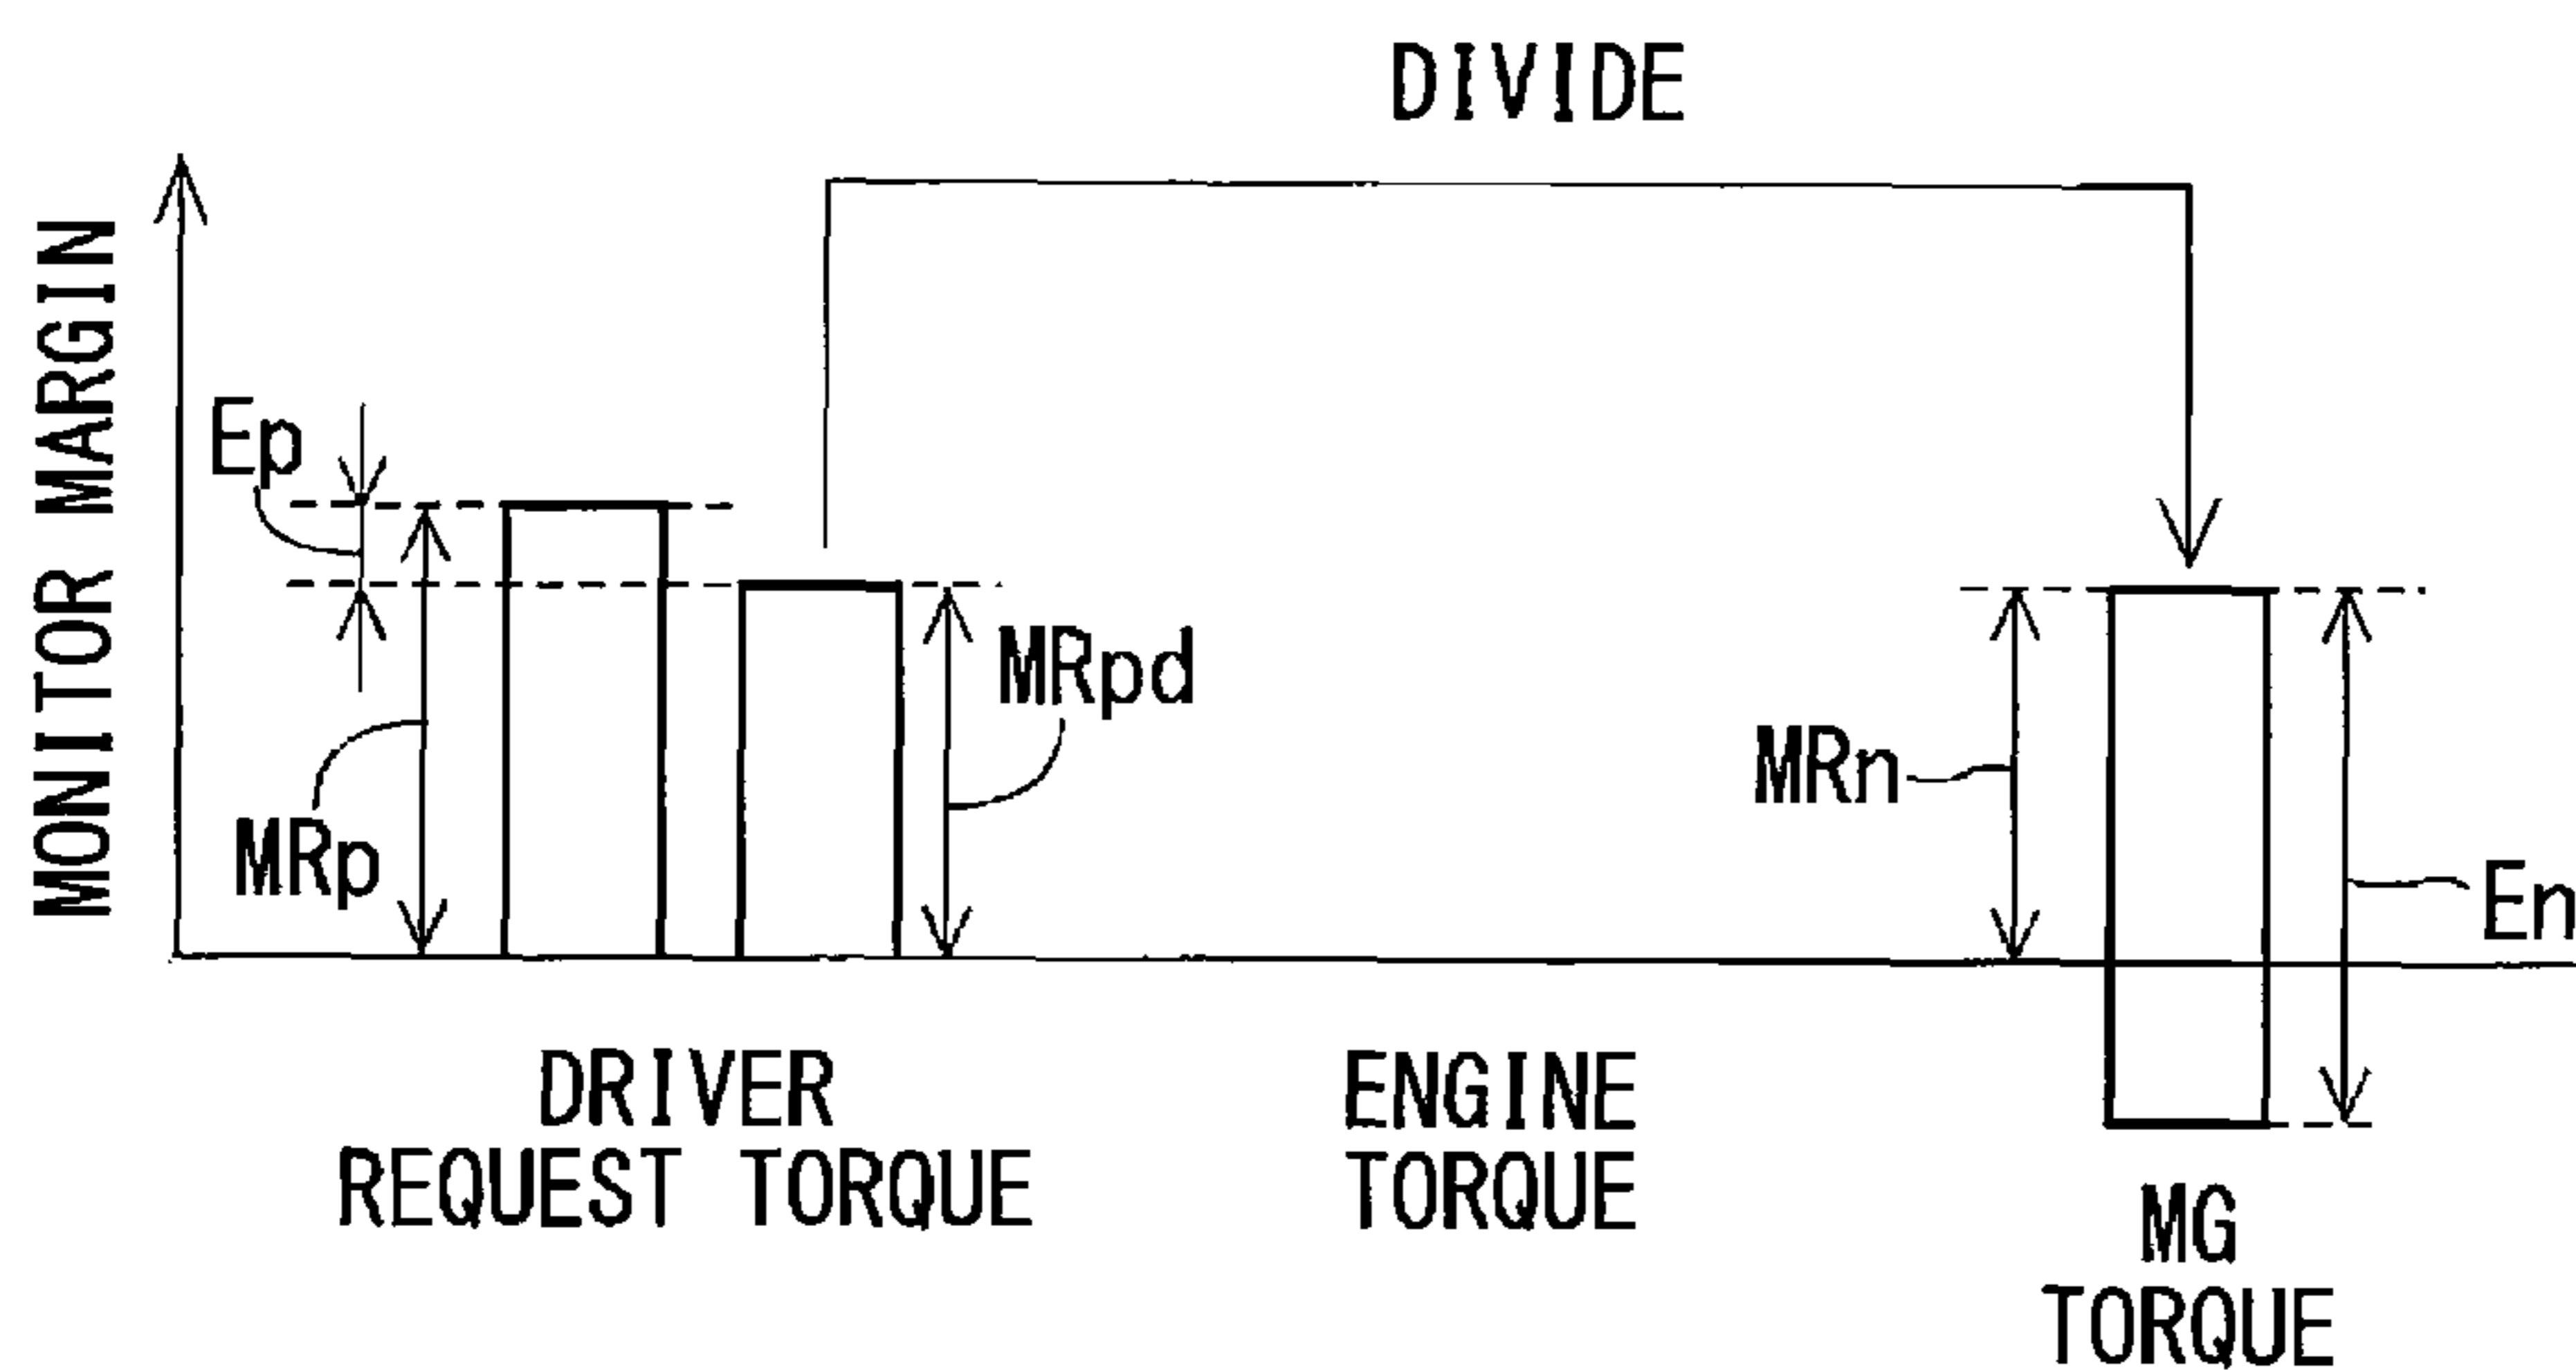 DIVIDE
MONITOR MARGIN
Ep
MRp
MRpd
MRn
En
DRIVER
REQUEST TORQUE
ENGINE
TORQUE
MG
TORQUE